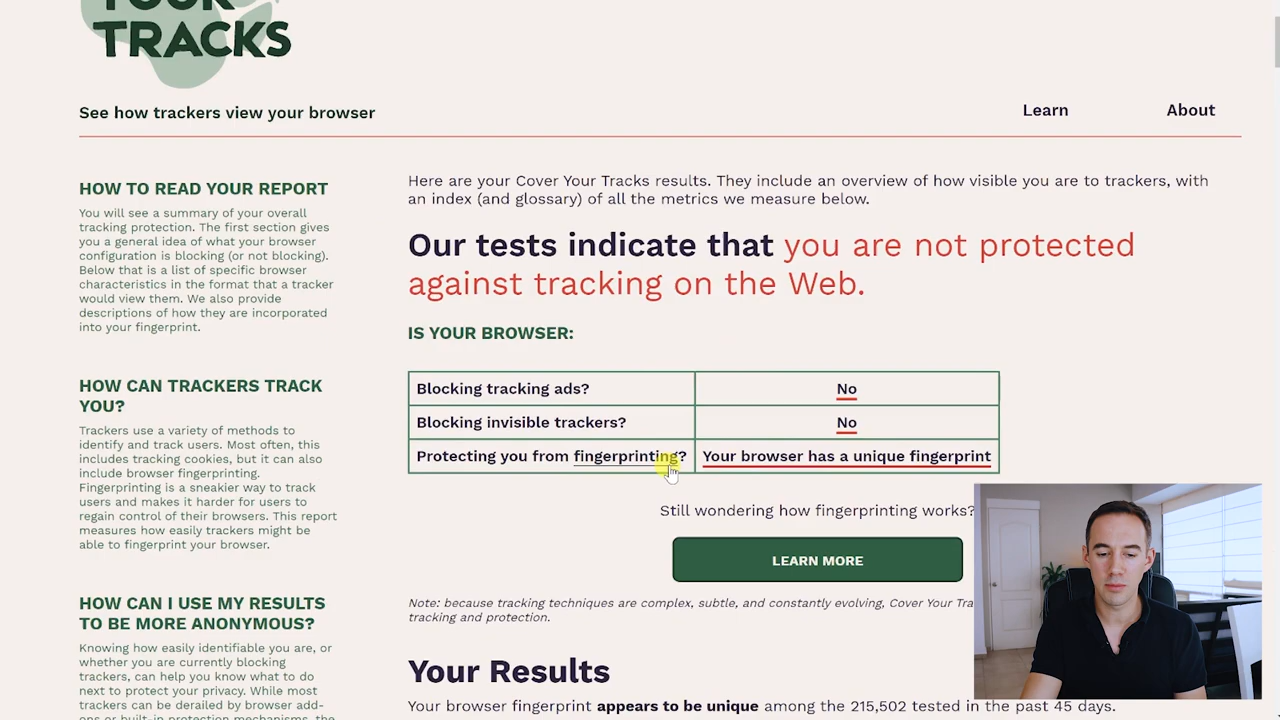 YOUR
TRACKS
See how trackers view your browser
Learn
About
HOW TO READ YOUR REPORT
You will see a summary of your overall
tracking protection. The first section gives
you a general idea of what your browser
configuration is blocking (or not blocking).
Below that is a list of specific browser
characteristics in the format that a tracker
would view them. We also provide
descriptions of how they are incorporated
into your fingerprint.
HOW CAN TRACKERS TRACK
YOU?
Trackers use a variety of methods to
identify and track users. Most often, this
includes tracking cookies, but it can also
include browser fingerprinting.
Fingerprinting is a sneakier way to track
users and makes it harder for users to
regain control of their browsers. This report
measures how easily trackers might be
able to fingerprint your browser.
HOW CAN I USE MY RESULTS
TO BE MORE ANONYMOUS?
Knowing how easily identifiable you are, or
whether you are currently blocking
trackers, can help you know what to do
next to protect your privacy. While most
trackers can be derailed by browser add-
ons or built-in protection mechanisms, the
Here are your Cover Your Tracks results. They include an overview of how visible you are to trackers, with
an index (and glossary) of all the metrics we measure below.
Our tests indicate that you are not protected
against tracking on the Web.
IS YOUR BROWSER:
Blocking tracking ads? No
Blocking invisible trackers? No
Protecting you from fingerprinting? Your browser has a unique fingerprint
Still wondering how fingerprinting works?
LEARN MORE
Note: because tracking techniques are complex, subtle, and constantly evolving, Cover Your Tra
tracking and protection.
Your Results
Your browser fingerprint appears to be unique among the 215,502 tested in the past 45 days.